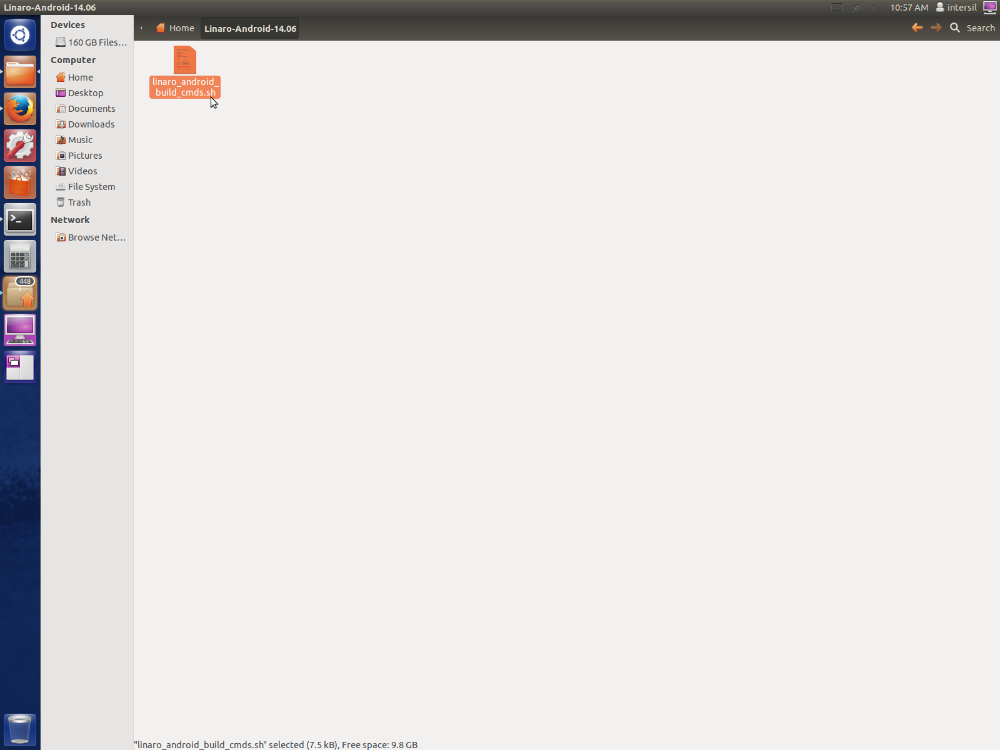 Linaro-Android-14.06
10:57 AM
intersil
Devices
160 GB Files...
Computer
Home
Desktop
Documents
Downloads
Music
Pictures
Videos
File System
Trash
Network
Browse Net...
Home
Linaro-Android-14.06
Search
linaro_android_
build_cmds.sh
448
"linaro_android_build_cmds.sh" selected (7.5 kB), Free space: 9.8 GB